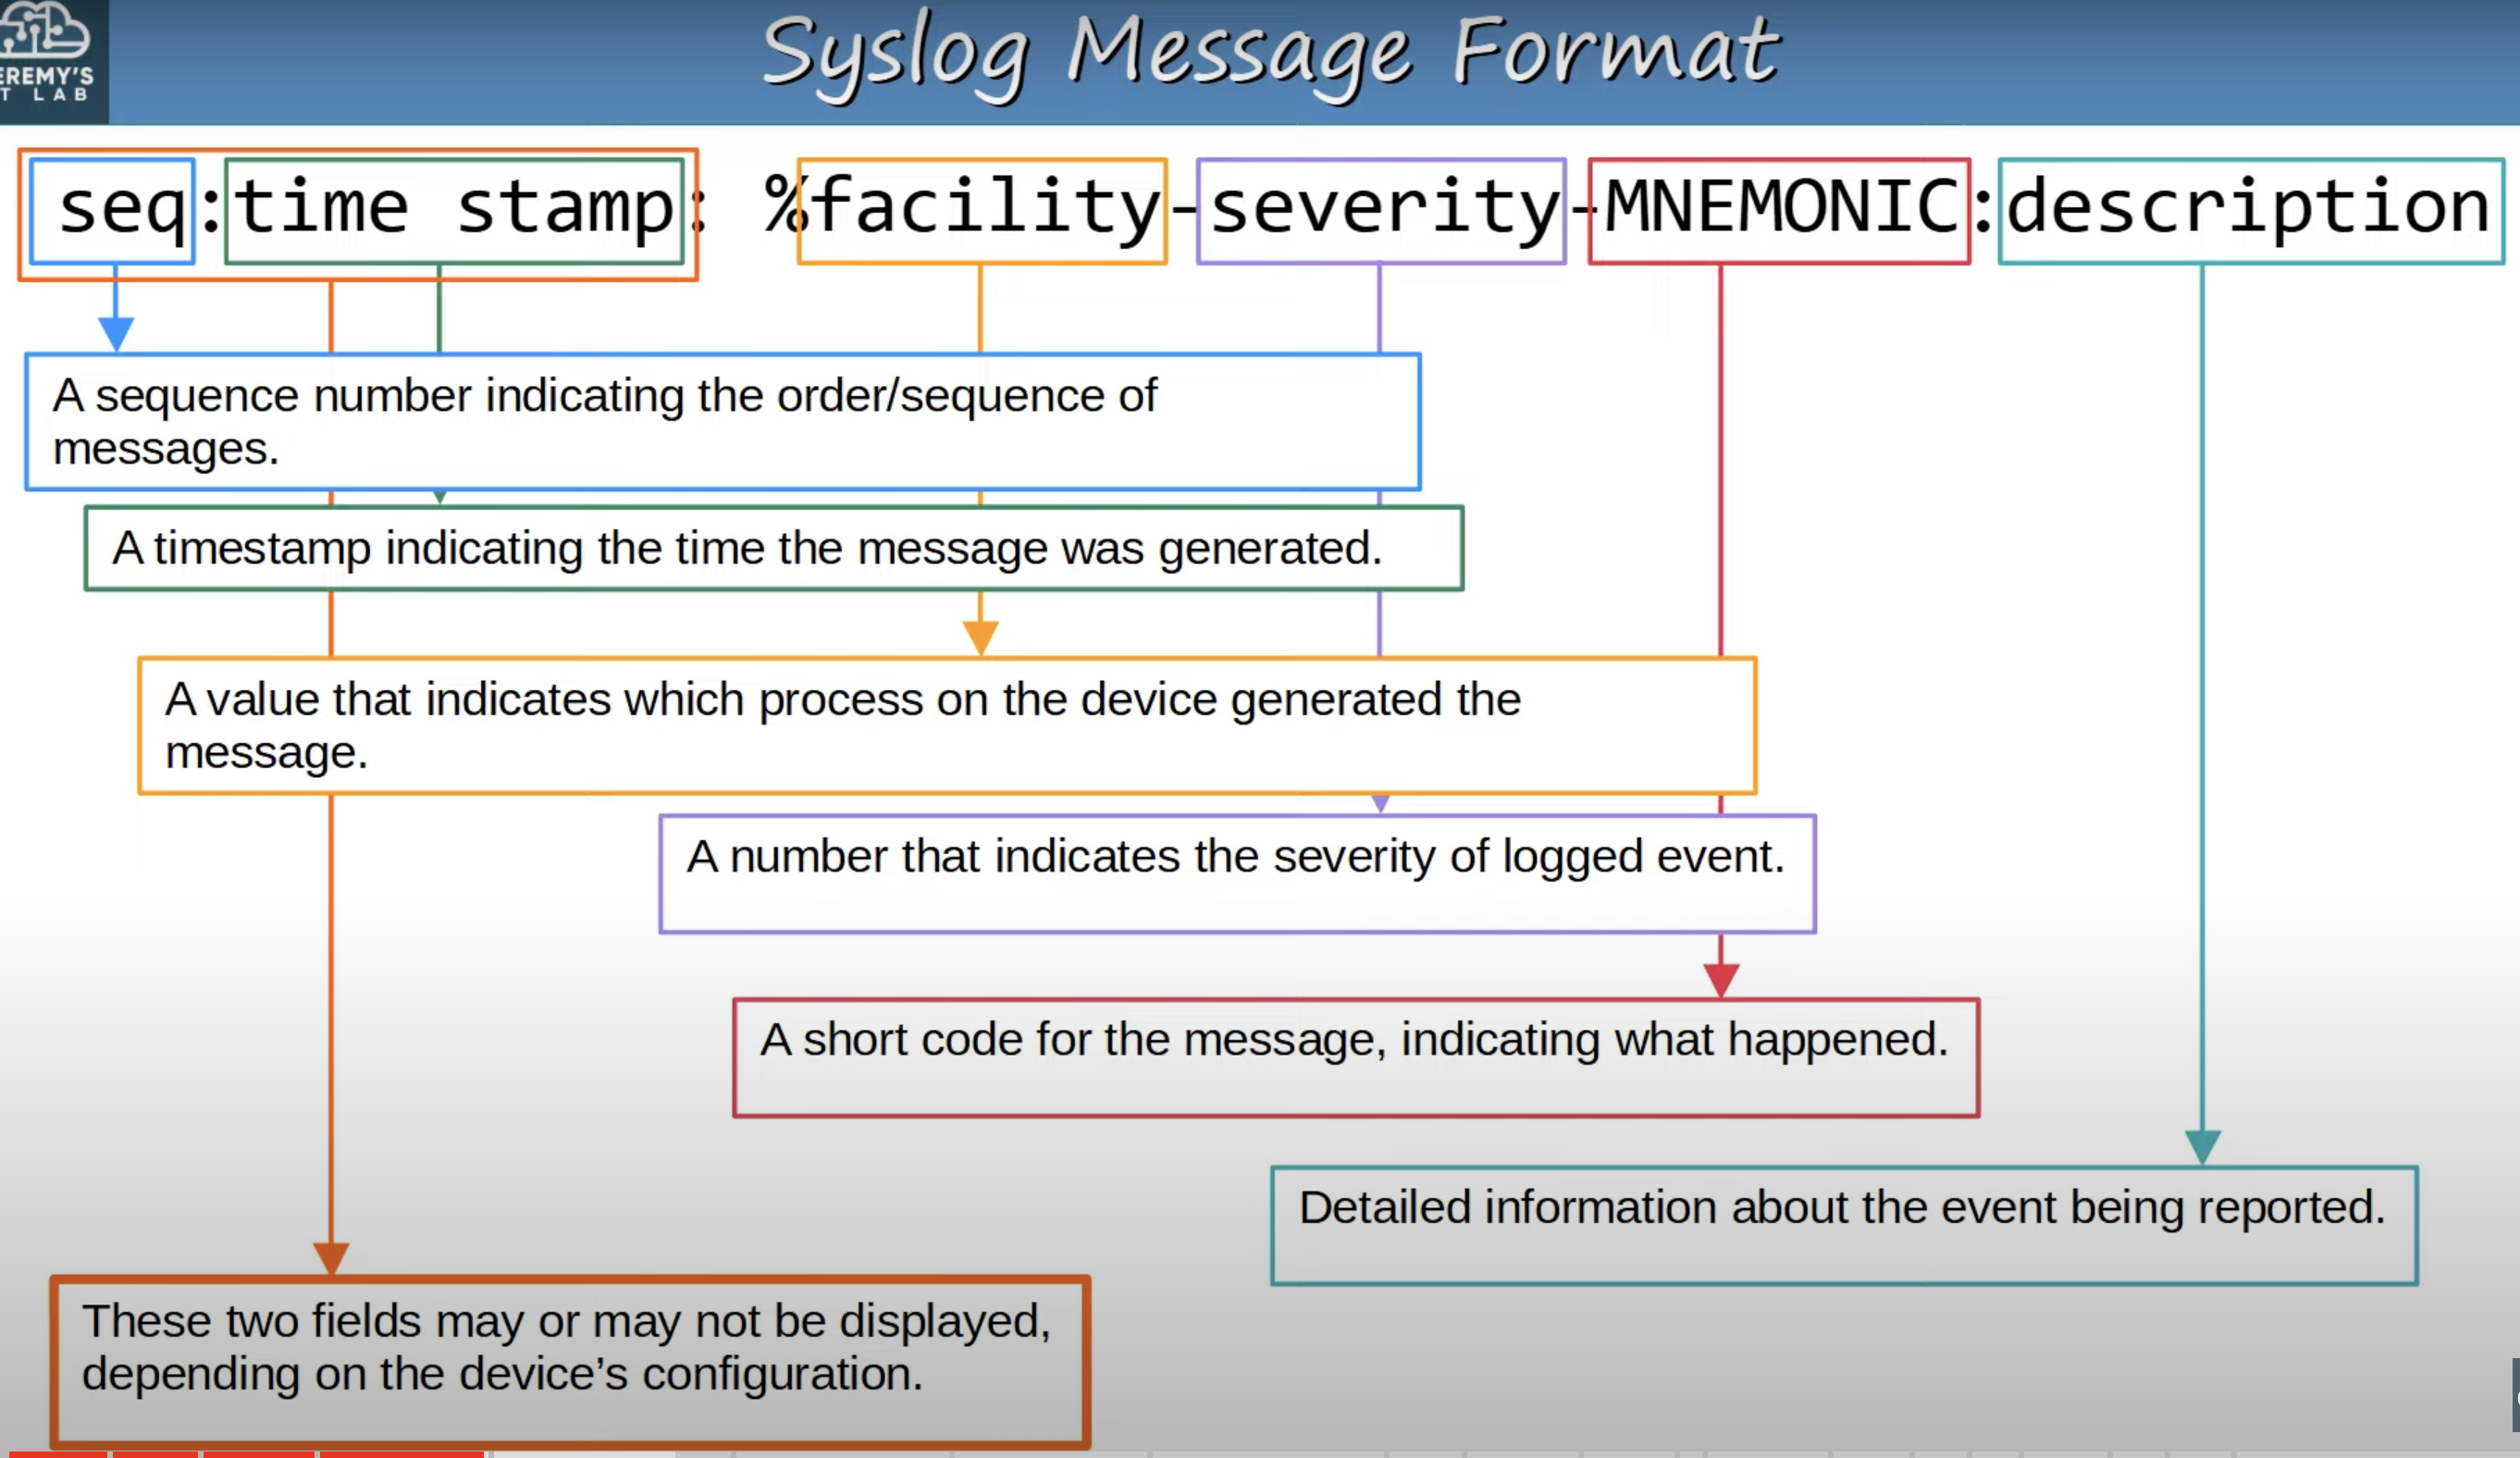 Syslog Message Format
EREMY'S
T LAB
seq:time stamp: %facility-severity-MNEMONIC:description
A sequence number indicating the order/sequence of
messages.
A timestamp indicating the time the message was generated.
A value that indicates which process on the device generated the
message.
A number that indicates the severity of logged event.
A short code for the message, indicating what happened.
Detailed information about the event being reported.
These two fields may or may not be displayed,
depending on the device’s configuration.